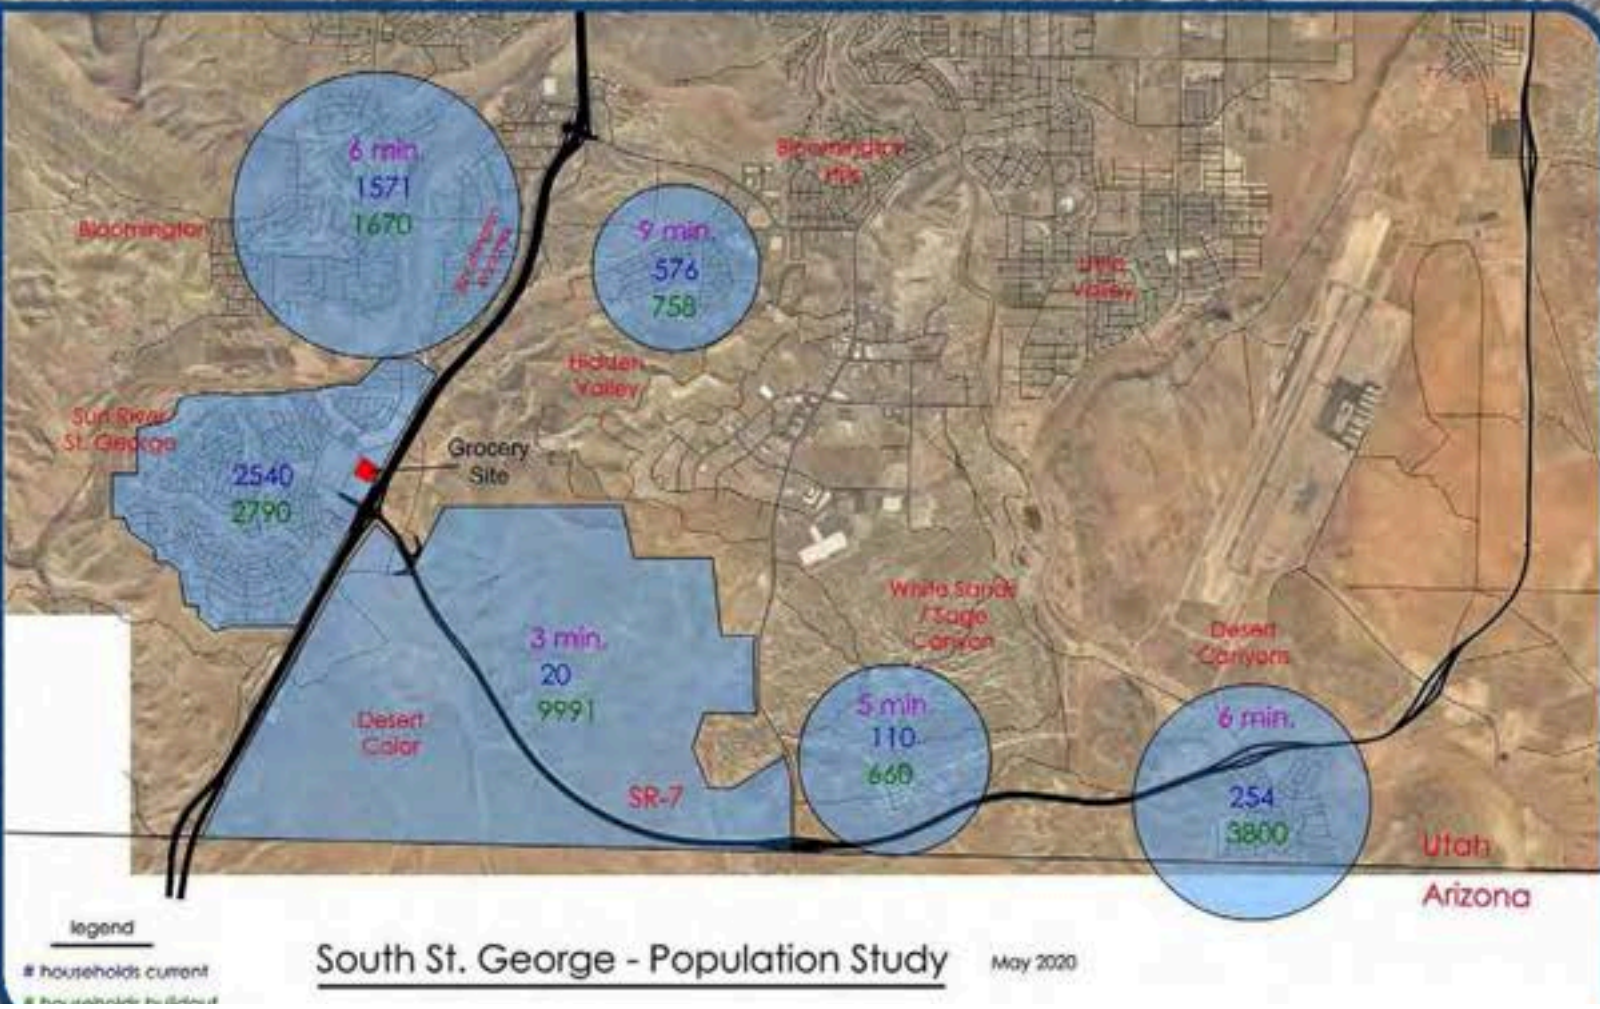 6 min.
1571
1670
Bloomington
Bloomington
Hills
9 min.
576
758
Valley
Hidden
Valley
Sun River
St. George
2540
2790
Grocery
Site
White Sands
/ Sage
Canyon
Desert
Canyons
3 min.
20
9991
Desert
Color
SR-7
5 min
110
660
6 min.
254
3800
Utah
Arizona
legend
# households current
# households buildout
South St. George - Population Study
May 2020